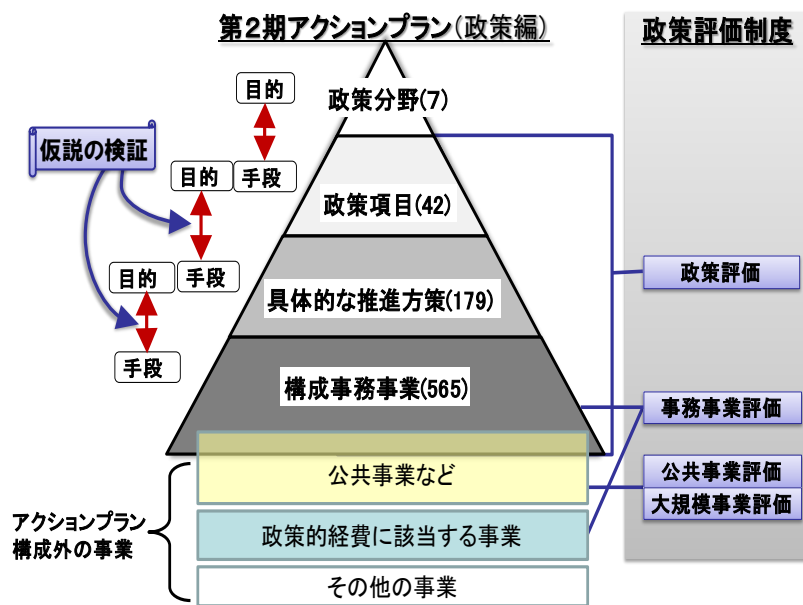 第2期アクションプラン(政策編)
政策評価制度
目的
政策分野(7)
仮説の検証
目的
手段
政策項目(42)
目的
手段
政策評価
具体的な推進方策(179)
手段
構成事務事業(565)
事務事業評価
公共事業など
公共事業評価
大規模事業評価
アクションプラン
構成外の事業
政策的経費に該当する事業
その他の事業